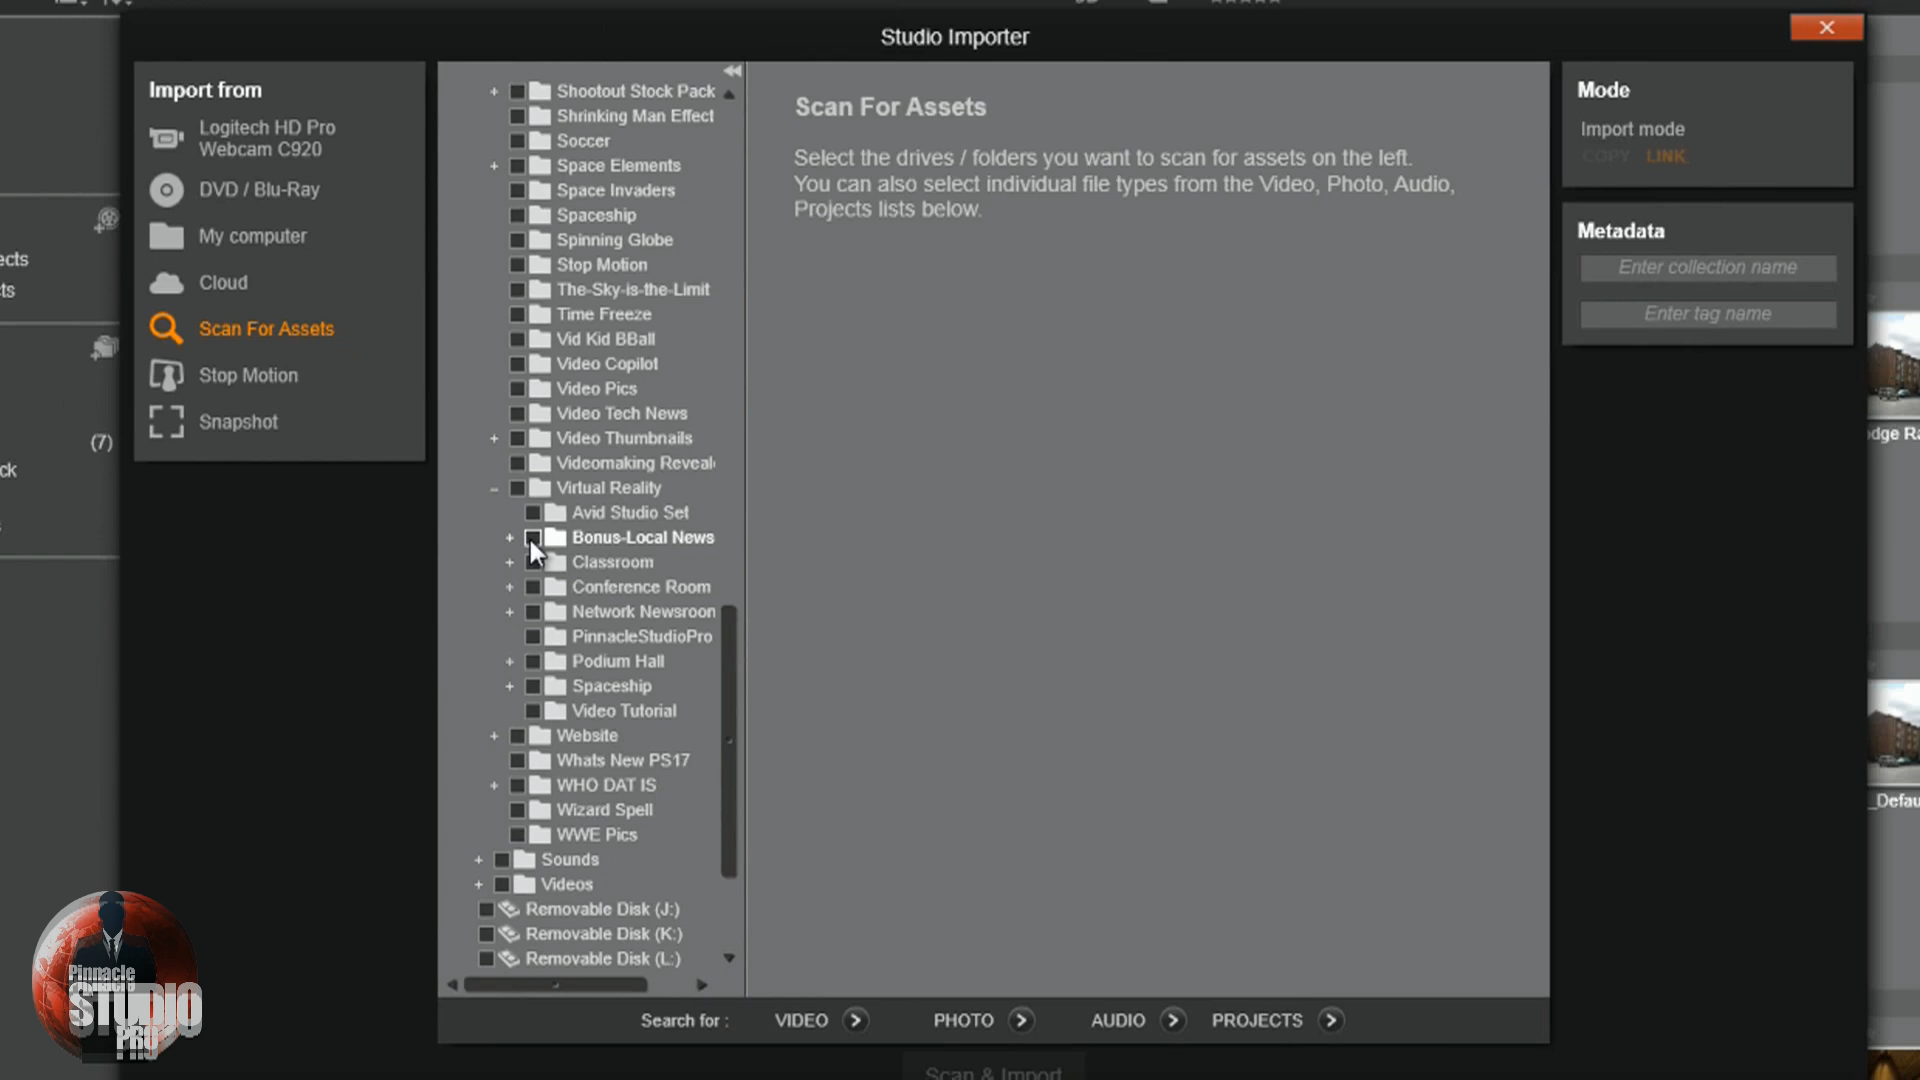 Studio Importer
Import from
Logitech HD Pro
Webcam C920
DVD / Blu-Ray
My computer
Cloud
Scan For Assets
Stop Motion
Snapshot
ects
ts
(7)
ck
Shootout Stock Pack
Shrinking Man Effect
Soccer
Space Elements
Space Invaders
Spaceship
Spinning Globe
Stop Motion
The-Sky-is-the-Limit
Time Freeze
Vid Kid BBall
Video Copilot
Video Pics
Video Tech News
Video Thumbnails
Videomaking Reveal
Virtual Reality
Avid Studio Set
Bonus-Local News
Classroom
Conference Room
Network Newsroon
PinnacleStudioPro
Podium Hall
Spaceship
Video Tutorial
Website
Whats New PS17
WHO DAT IS
Wizard Spell
WWE Pics
Sounds
Videos
Removable Disk (J:)
Removable Disk (K:)
Removable Disk (L:)
Scan For Assets
Select the drives / folders you want to scan for assets on the left.
You can also select individual file types from the Video, Photo, Audio,
Projects lists below.
Search for :
VIDEO
PHOTO
AUDIO
PROJECTS
Scan & Import
Mode
Import mode
COPY LINK
Metadata
Enter collection name
Enter tag name
dge Ra
_Defau
Pinnacle
STUDIO
PRO